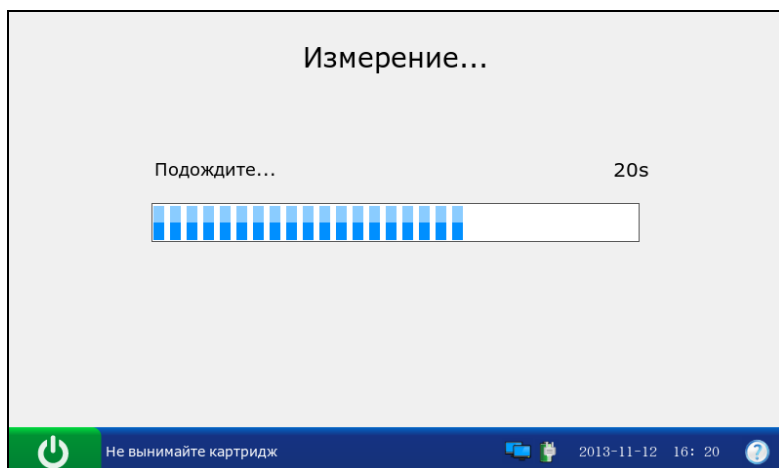 Измерение...
Подождите... 20s
Не вынимайте картридж 2013-11-12 16: 20 ?